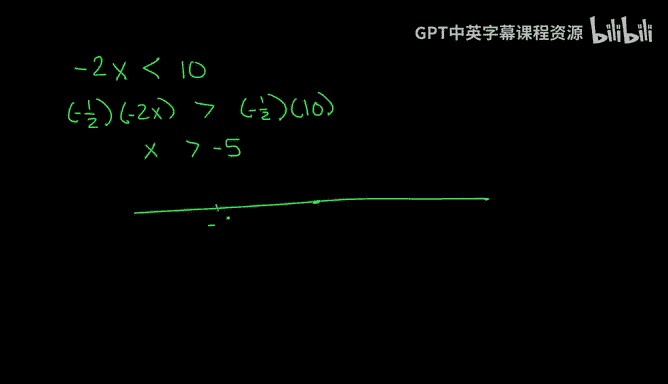 GPT中英字幕课程资源 bilibili
-2x < 10
(-1/2)(-2x) > (-1/2)(10)
x > -5
-